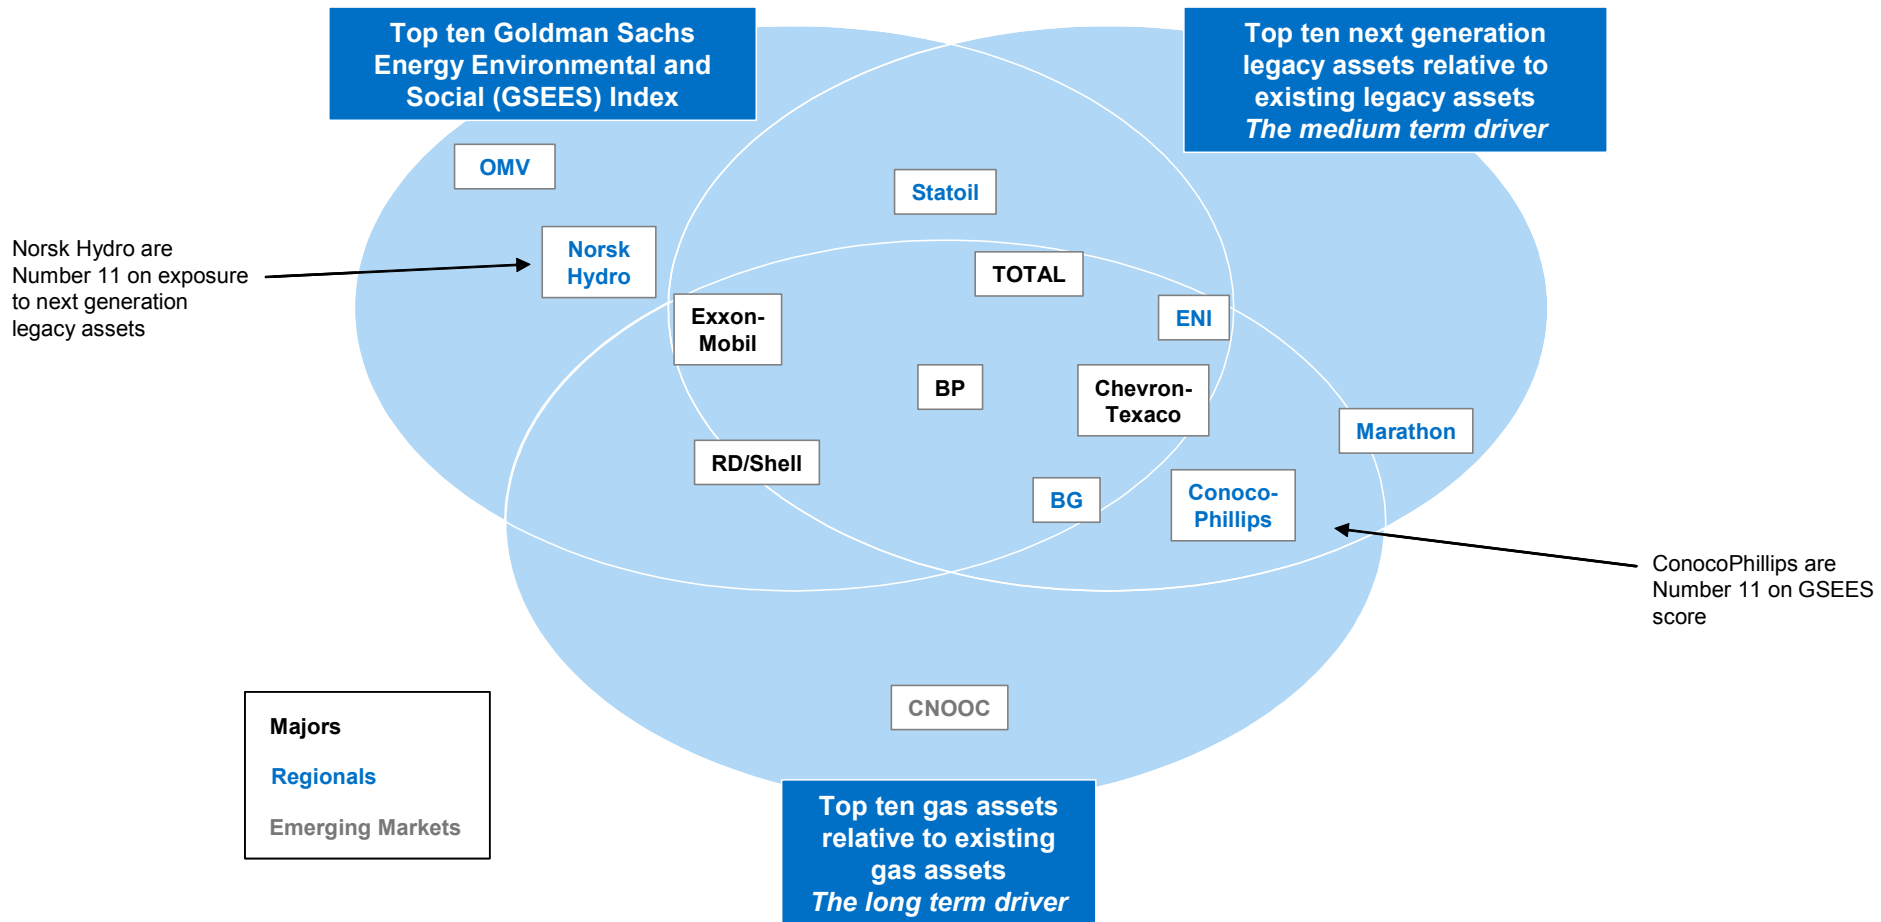 Top ten Goldman Sachs
Energy Environmental and
Social (GSEES) Index
Top ten next generation
legacy assets relative to
existing legacy assets
The medium term driver
OMV
Statoil
Norsk
Hydro
Norsk Hydro are
Number 11 on exposure
to next generation
legacy assets
TOTAL
Exxon-
Mobil
ENI
BP
Chevron-
Texaco
Marathon
RD/Shell
BG
Conoco-
Phillips
ConocoPhillips are
Number 11 on GSEES
score
CNOOC
Majors
Regionals
Emerging Markets
Top ten gas assets
relative to existing
gas assets
The long term driver